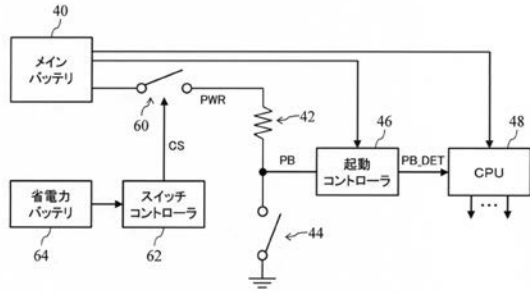 40
メイン
バッテリ
60
PWR
42
CS
46
48
PB
起動
コントローラ
PB_DET
CPU
...
省電力
バッテリ
スイッチ
コントローラ
44
64
62